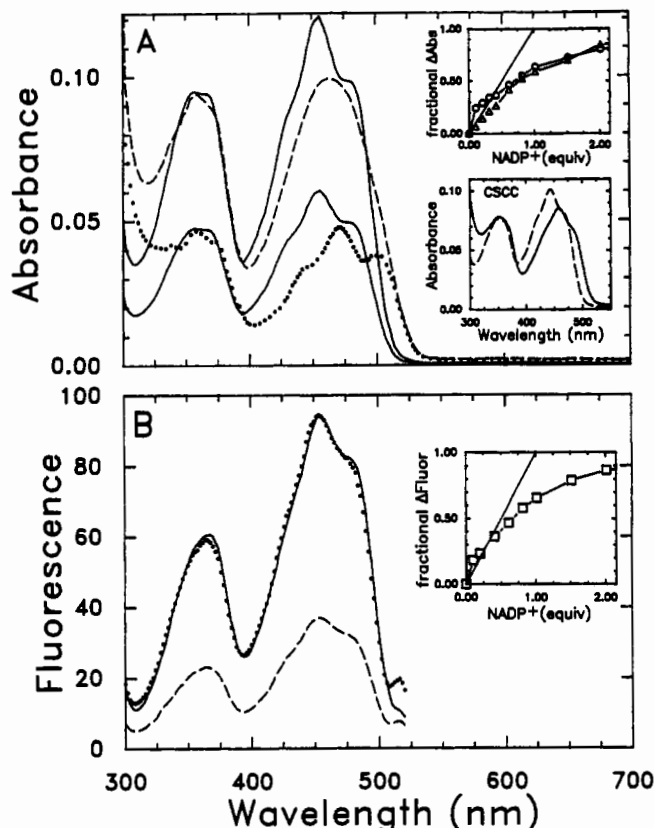 A
Absorbance
0.10
0.05
0.00
fractional ΔAbs
1.00
0.50
0.00
0.00 1.00 2.00
NADP+(equiv)
CSCC
Absorbance
0.10
0.05
0.00
300 400 500
Wavelength (nm)
B
Fluorescence
100
80
60
40
20
0
fractional ΔFluor
1.00
0.50
0.00
0.00 1.00 2.00
NADP+(equiv)
300 400 500 600 700
Wavelength (nm)